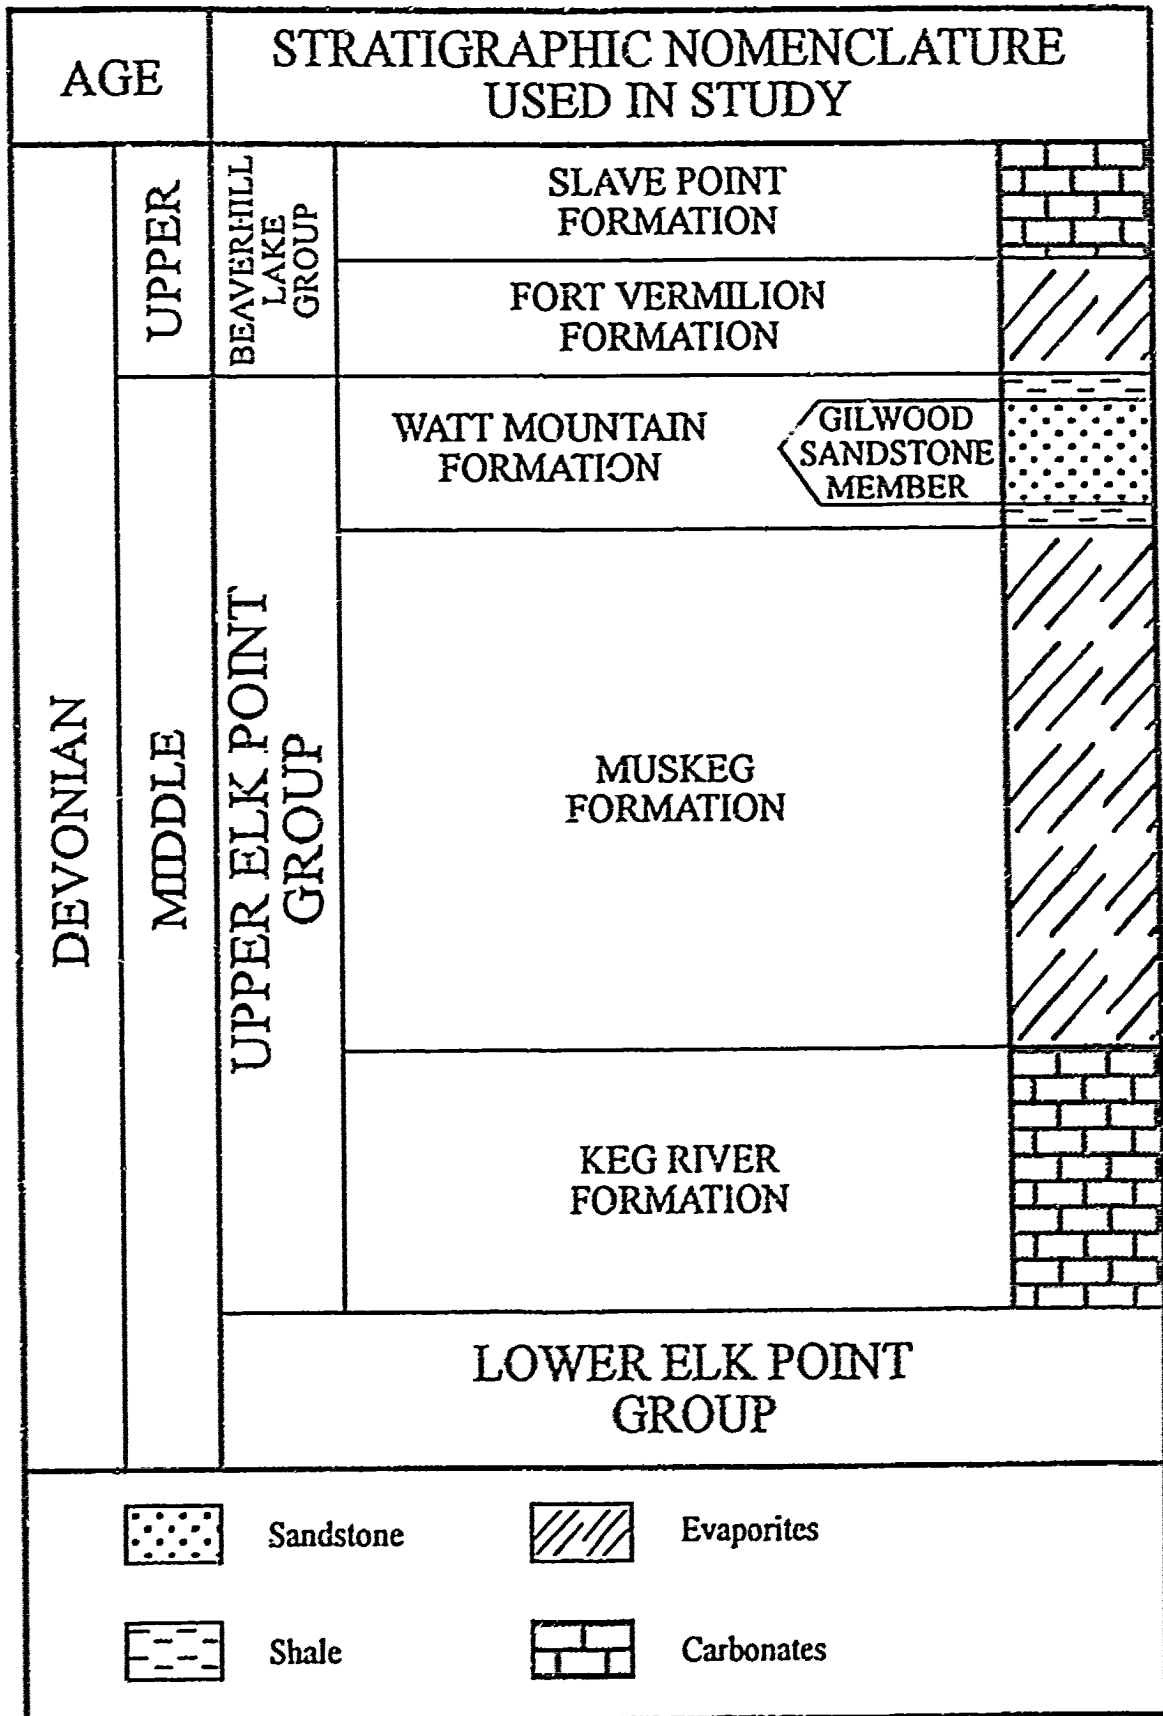 AGE
STRATIGRAPHIC NOMENCLATURE
USED IN STUDY
DEVONIAN
UPPER
BEAVERHILL
LAKE
GROUP
SLAVE POINT
FORMATION
FORT VERMILION
FORMATION
MIDDLE
UPPER ELK POINT
GROUP
WATT MOUNTAIN
FORMATION
GILWOOD
SANDSTONE
MEMBER
MUSKEG
FORMATION
KEG RIVER
FORMATION
LOWER ELK POINT
GROUP
Sandstone
Evaporites
Shale
Carbonates